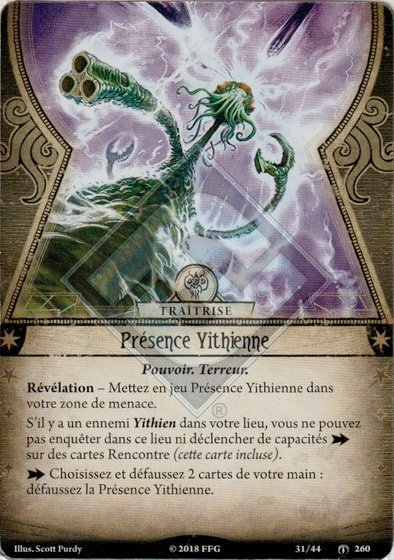 TRAÎTRISE
Présence Yithienne
Pouvoir. Terreur.
Révélation – Mettez en jeu Présence Yithienne dans
votre zone de menace.
S'il y a un ennemi Yithien dans votre lieu, vous ne pouvez
pas enquêter dans ce lieu ni déclencher de capacités
sur des cartes Rencontre (cette carte incluse).
Choisissez et défaussez 2 cartes de votre main :
défaussez la Présence Yithienne.
Illus. Scott Purdy © 2018 FFG 31/44 260